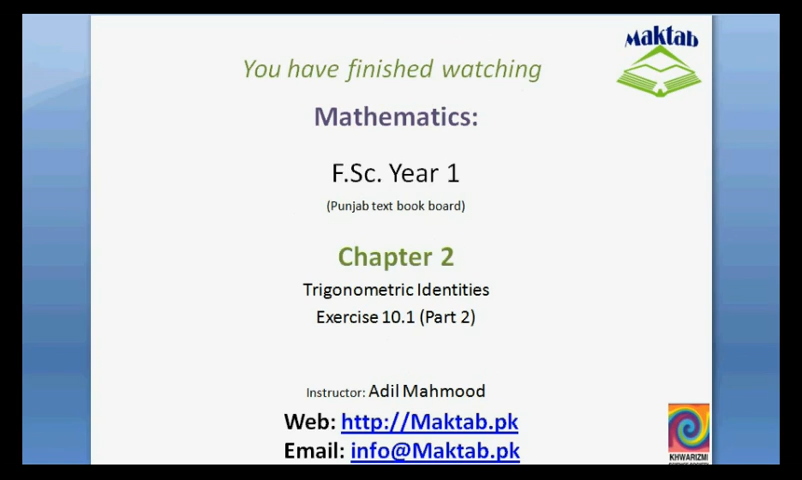 Maktab
You have finished watching
Mathematics:
F.Sc. Year 1
(Punjab text book board)
Chapter 2
Trigonometric Identities
Exercise 10.1 (Part 2)
Instructor: Adil Mahmood
Web: http://Maktab.pk
Email: info@Maktab.pk
KHWARIZMI